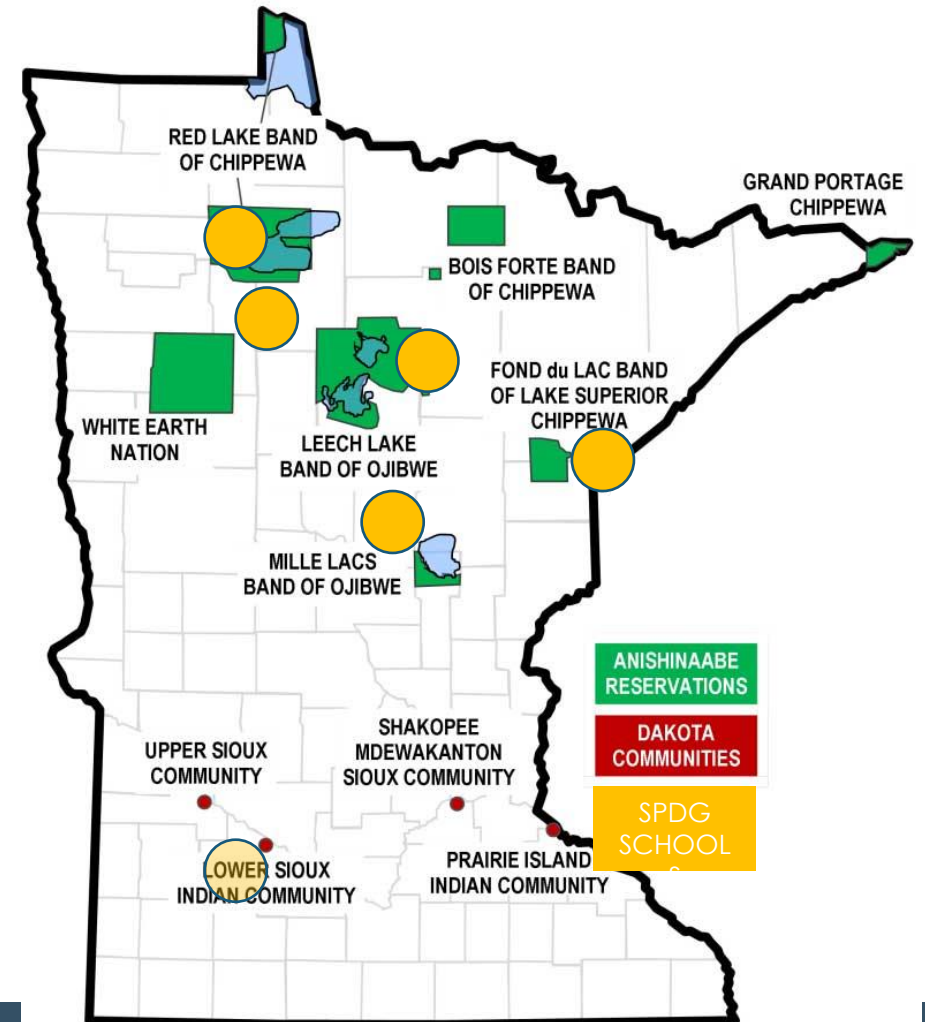 RED LAKE BAND
OF CHIPPEWA
GRAND PORTAGE
CHIPPEWA
BOIS FORTE BAND
OF CHIPPEWA
FOND du LAC BAND
OF LAKE SUPERIOR
CHIPPEWA
WHITE EARTH
NATION
LEECH LAKE
BAND OF OJIBWE
MILLE LACS
BAND OF OJIBWE
ANISHINAABE
RESERVATIONS
DAKOTA
COMMUNITIES
SPDG
SCHOOL
S
SHAKOPEE
MDEWAKANTON
SIOUX COMMUNITY
UPPER SIOUX
COMMUNITY
LOWER SIOUX
INDIAN COMMUNITY
PRAIRIE ISLAND
INDIAN COMMUNITY